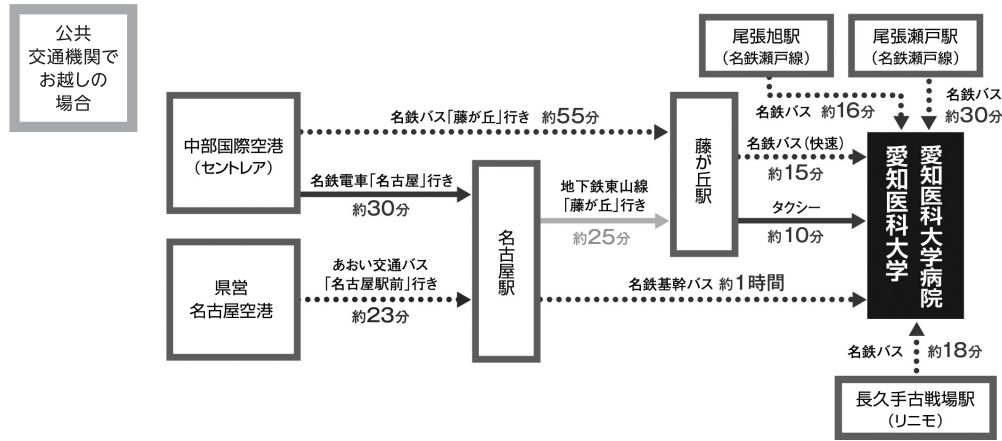 公共
交通機関で
お越しの
場合
尾張旭駅
（名鉄瀬戸線）
尾張瀬戸駅
（名鉄瀬戸線）
名鉄バス 約16分
名鉄バス
約30分
中部国際空港
（セントレア）
名鉄バス「藤が丘」行き 約55分
名鉄電車「名古屋」行き
約30分
県営
名古屋空港
あおい交通バス
「名古屋駅前」行き
約23分
名古屋駅
地下鉄東山線
「藤が丘」行き
約25分
藤が丘駅
名鉄バス（快速）
約15分
タクシー
約10分
名鉄基幹バス 約1時間
愛知医科大学病院
愛知医科大学
名鉄バス 約18分
長久手古戦場駅
（リニモ）